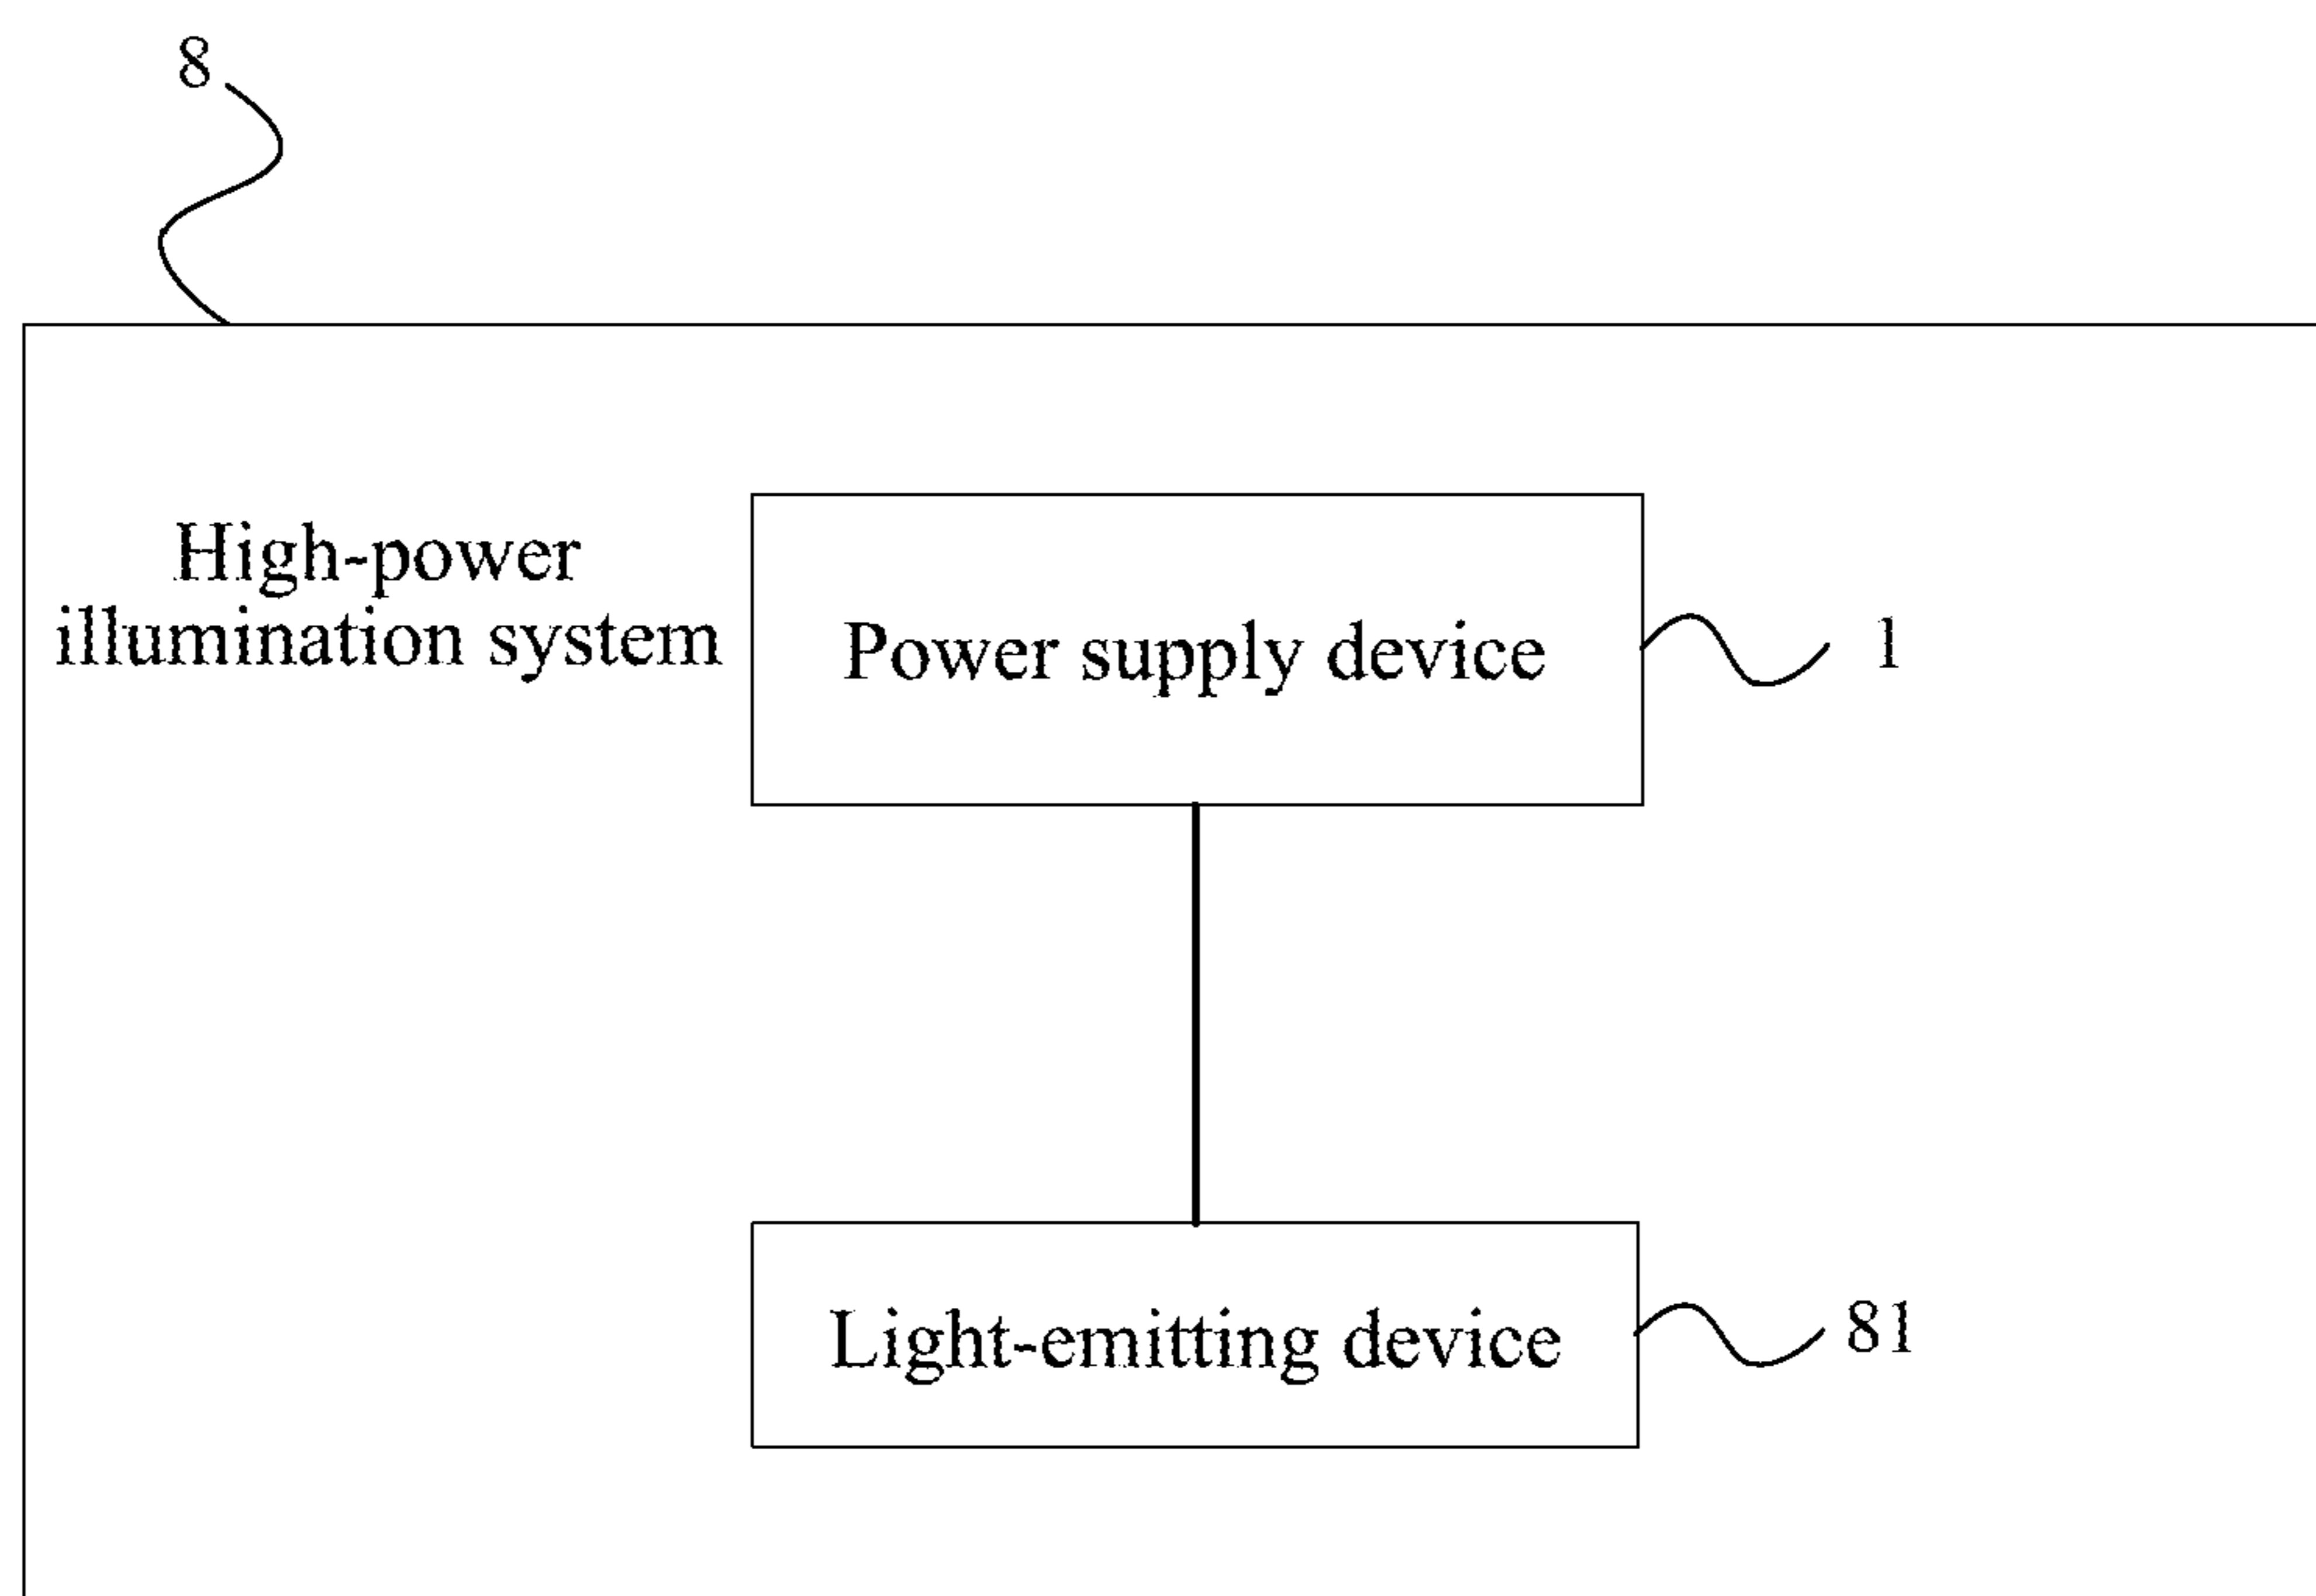 8
High-power
illumination system
Power supply device
1
Light-emitting device
81